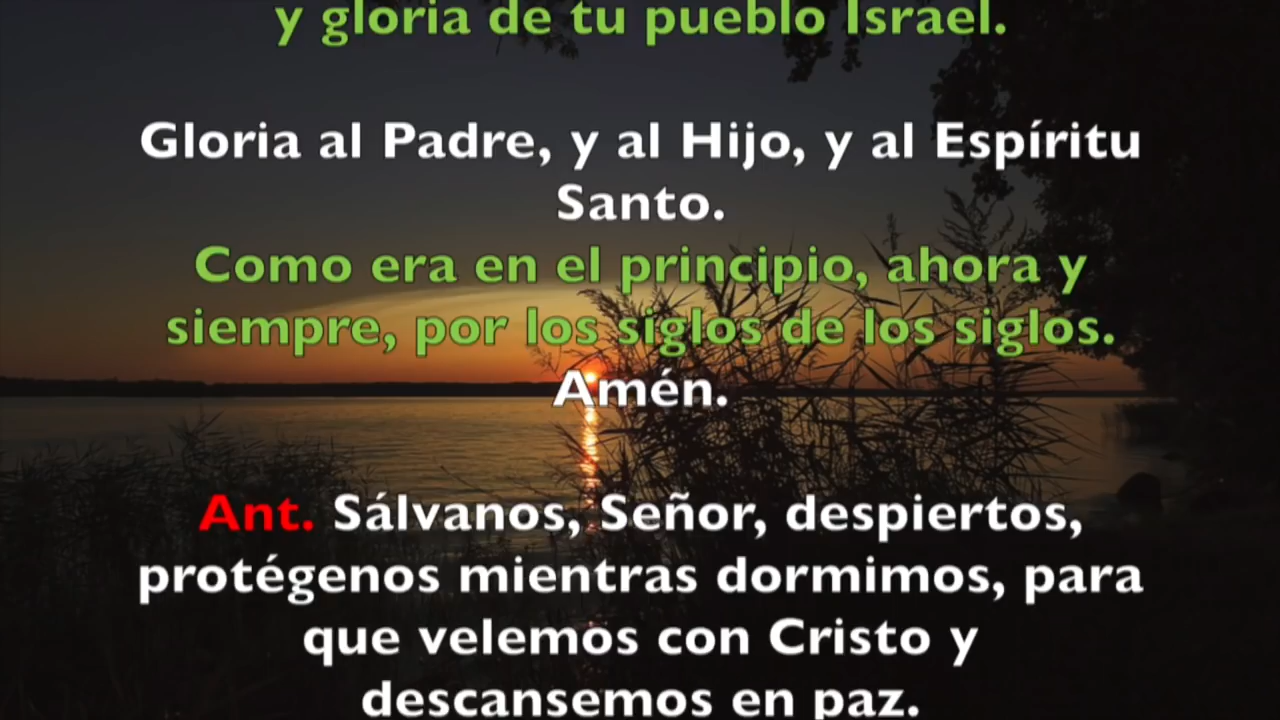 y gloria de tu pueblo Israel.
Gloria al Padre, y al Hijo, y al Espíritu
Santo.
Como era en el principio, ahora y
siempre, por los siglos de los siglos.
Amén.
Ant. Sálvanos, Señor, despiertos,
protégenos mientras dormimos, para
que velemos con Cristo y
descansemos en paz.